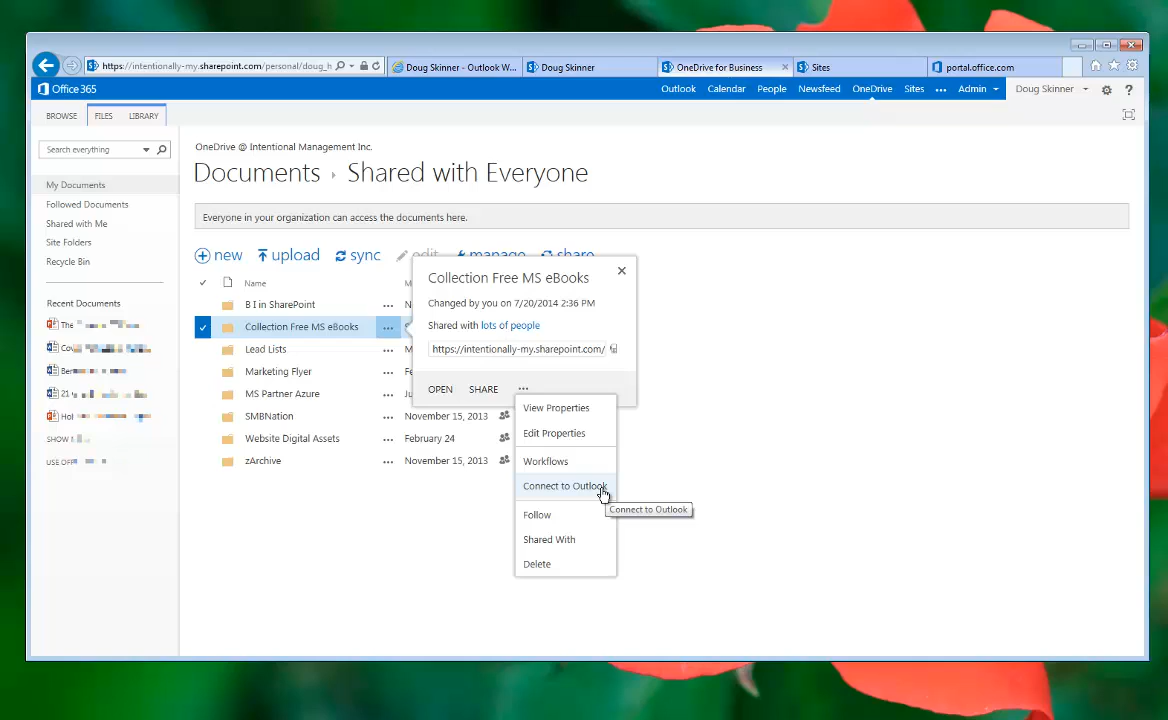 https://intentionally-my.sharepoint.com/personal/doug_h
Doug Skinner - Outlook W...
Doug Skinner
OneDrive for Business
Sites
portal.office.com
Office 365
Outlook Calendar People Newsfeed OneDrive Sites ... Admin
Doug Skinner
?
BROWSE FILES LIBRARY
Search everything
OneDrive @ Intentional Management Inc.
Documents Shared with Everyone
My Documents
Followed Documents
Shared with Me
Site Folders
Recycle Bin
Recent Documents
The
21
SHOW
Everyone in your organization can access the documents here.
new upload sync edit manage share
Name
B I in SharePoint ...
Collection Free MS eBooks ...
Lead Lists ...
Marketing Flyer ...
MS Partner Azure ...
SMBNation ... November 15, 2013
Website Digital Assets ... February 24
zArchive ... November 15, 2013
Collection Free MS eBooks
Changed by you on 7/20/2014 2:36 PM
Shared with lots of people
https://intentionally-my.sharepoint.com/
OPEN SHARE ...
View Properties
Edit Properties
Workflows
Connect to Outlook
Connect to Outlook
Follow
Shared With
Delete